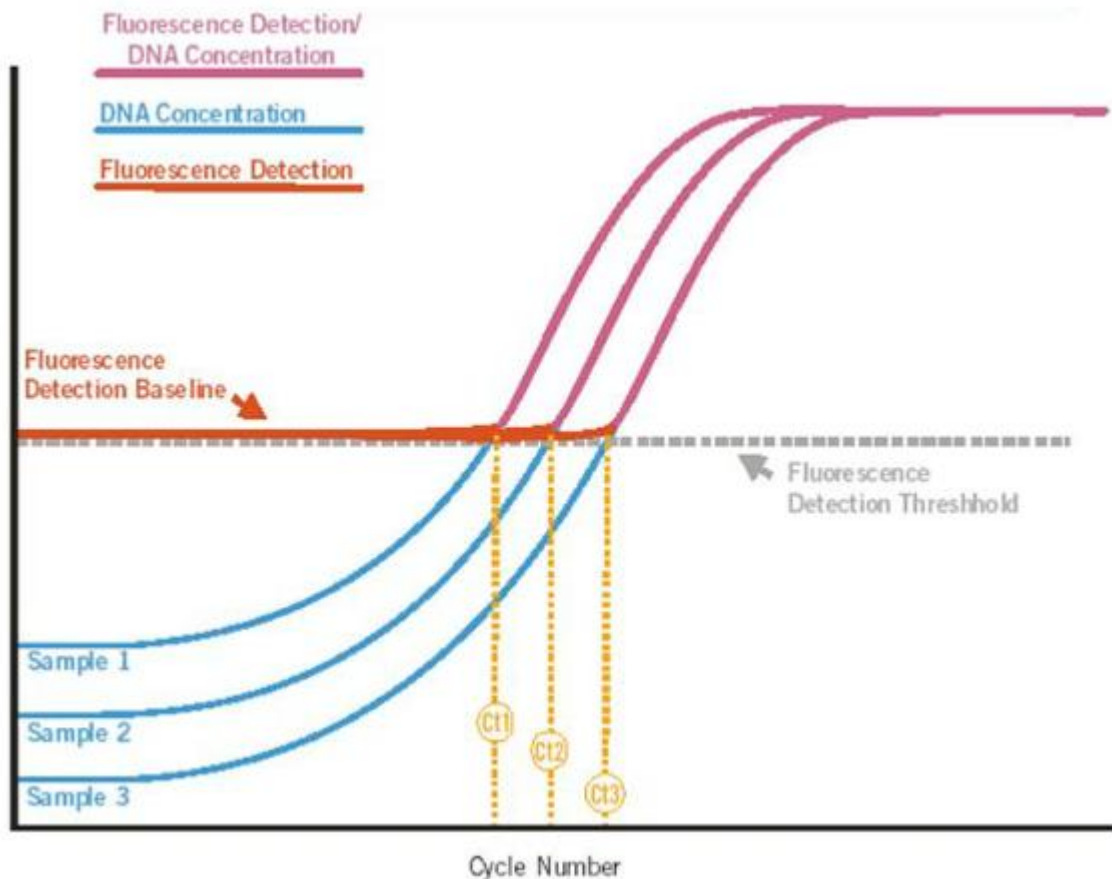 Fluorescence Detection/
DNA Concentration
DNA Concentration
Fluorescence Detection
Fluorescence
Detection Baseline
Fluorescence
Detection Threshhold
Sample 1
Sample 2
Sample 3
Ct1
Ct2
Ct3
Cycle Number